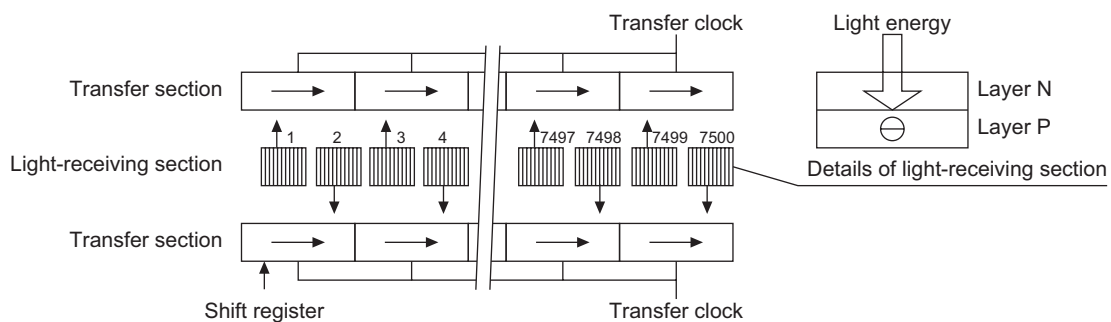 Transfer clock
Light energy
Transfer section
Layer N
Layer P
1 2 3 4 7497 7498 7499 7500
Light-receiving section
Details of light-receiving section
Transfer section
Shift register
Transfer clock